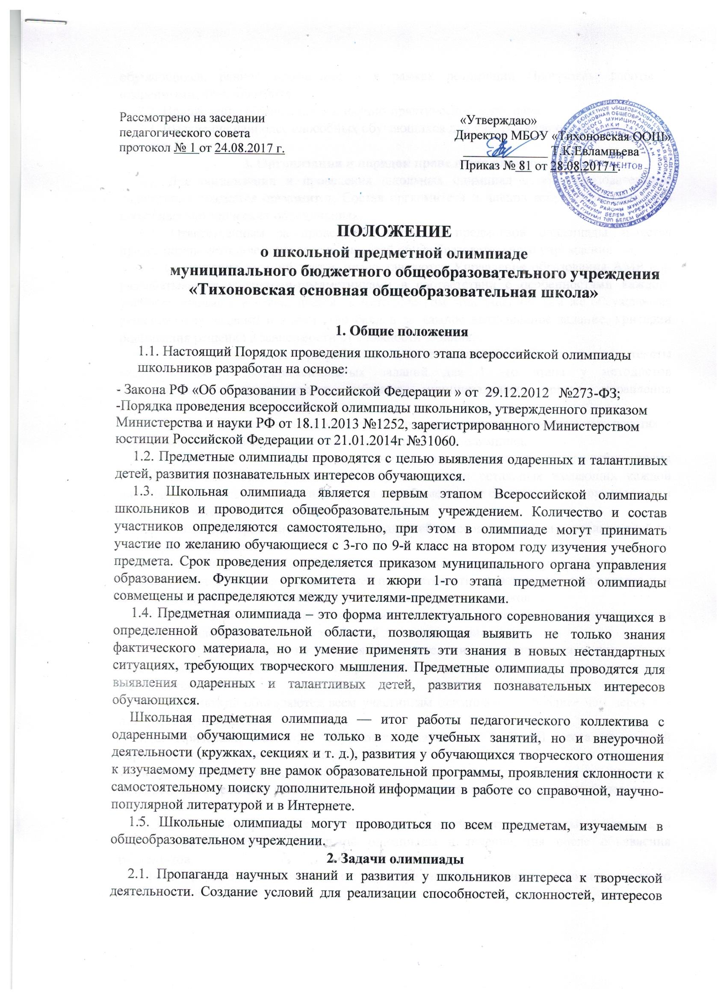 Рассмотрено на заседании
педагогического совета
протокол № 1 от 24.08.2017 г.
«Утверждаю»
Директор МБОУ «Тихоновская ООШ»
_____________ Т.К.Евлампьева
Приказ № 81 от 28.08.2017 г.
ДЛЯ
ДОКУМЕНТОВ
ПОЛОЖЕНИЕ
о школьной предметной олимпиаде
муниципального бюджетного общеобразовательного учреждения
«Тихоновская основная общеобразовательная школа»
1. Общие положения
1.1. Настоящий Порядок проведения школьного этапа всероссийской олимпиады
школьников разработан на основе:
- Закона РФ «Об образовании в Российской Федерации » от 29.12.2012 №273-ФЗ;
-Порядка проведения всероссийской олимпиады школьников, утвержденного приказом
Министерства и науки РФ от 18.11.2013 №1252, зарегистрированного Министерством
юстиции Российской Федерации от 21.01.2014г №31060.
1.2. Предметные олимпиады проводятся с целью выявления одаренных и талантливых
детей, развития познавательных интересов обучающихся.
1.3. Школьная олимпиада является первым этапом Всероссийской олимпиады
школьников и проводится общеобразовательным учреждением. Количество и состав
участников определяются самостоятельно, при этом в олимпиаде могут принимать
участие по желанию обучающиеся с 3-го по 9-й класс на втором году изучения учебного
предмета. Срок проведения определяется приказом муниципального органа управления
образованием. Функции оргкомитета и жюри 1-го этапа предметной олимпиады
совмещены и распределяются между учителями-предметниками.
1.4. Предметная олимпиада – это форма интеллектуального соревнования учащихся в
определенной образовательной области, позволяющая выявить не только знания
фактического материала, но и умение применять эти знания в новых нестандартных
ситуациях, требующих творческого мышления. Предметные олимпиады проводятся для
выявления одаренных и талантливых детей, развития познавательных интересов
обучающихся.
Школьная предметная олимпиада — итог работы педагогического коллектива с
одаренными обучающимися не только в ходе учебных занятий, но и внеурочной
деятельности (кружках, секциях и т. д.), развития у обучающихся творческого отношения
к изучаемому предмету вне рамок образовательной программы, проявления склонности к
самостоятельному поиску дополнительной информации в работе со справочной, научно-
популярной литературой и в Интернете.
1.5. Школьные олимпиады могут проводиться по всем предметам, изучаемым в
общеобразовательном учреждении.
2. Задачи олимпиады
2.1. Пропаганда научных знаний и развития у школьников интереса к творческой
деятельности. Создание условий для реализации способностей, склонностей, интересов